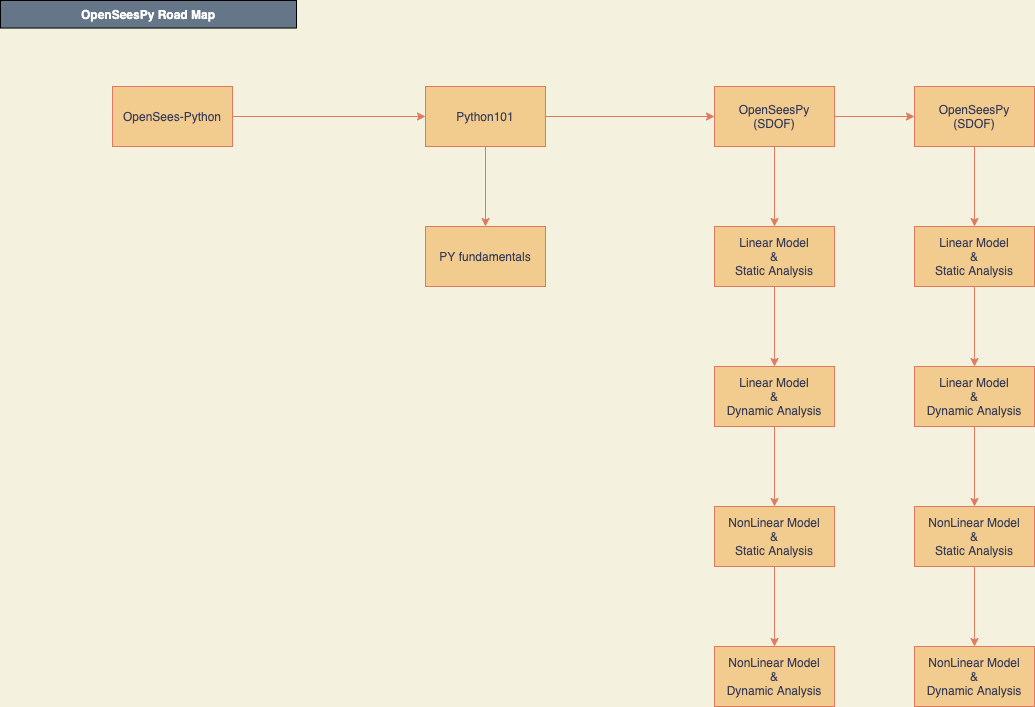 OpenSeesPy Road Map
OpenSees-Python
Python101
OpenSeesPy
(SDOF)
OpenSeesPy
(SDOF)
PY fundamentals
Linear Model
&
Static Analysis
Linear Model
&
Static Analysis
Linear Model
&
Dynamic Analysis
Linear Model
&
Dynamic Analysis
NonLinear Model
&
Static Analysis
NonLinear Model
&
Static Analysis
NonLinear Model
&
Dynamic Analysis
NonLinear Model
&
Dynamic Analysis